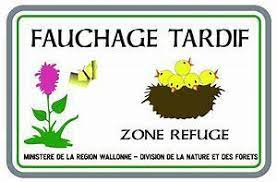 FAUCHAGE TARDIF
ZONE REFUGE
MINISTERE DE LA REGION WALLONNE - DIVISION DE LA NATURE ET DES FORETS